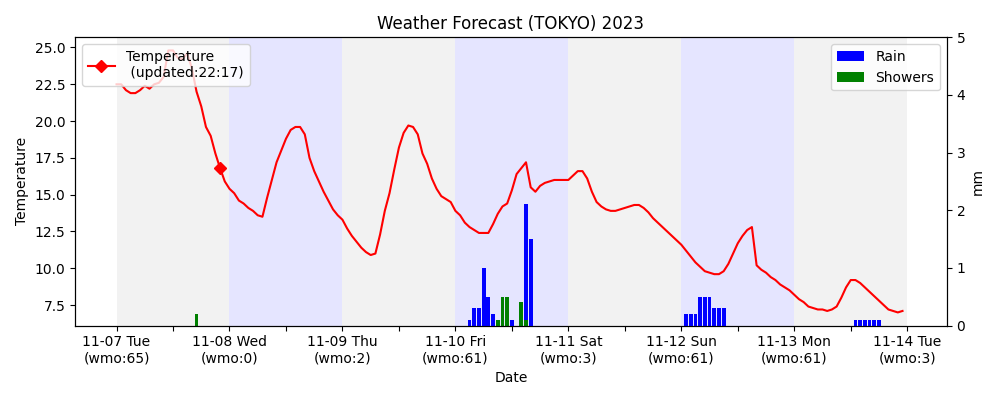 Weather Forecast (TOKYO) 2023
Temperature
(updated:22:17)
Rain
Showers
25.0
22.5
20.0
17.5
15.0
12.5
10.0
7.5
Temperature
5
4
3
2
1
0
mm
11-07 Tue
(wmo:65)
11-08 Wed
(wmo:0)
11-09 Thu
(wmo:2)
11-10 Fri
(wmo:61)
11-11 Sat
(wmo:3)
11-12 Sun
(wmo:61)
11-13 Mon
(wmo:61)
11-14 Tue
(wmo:3)
Date